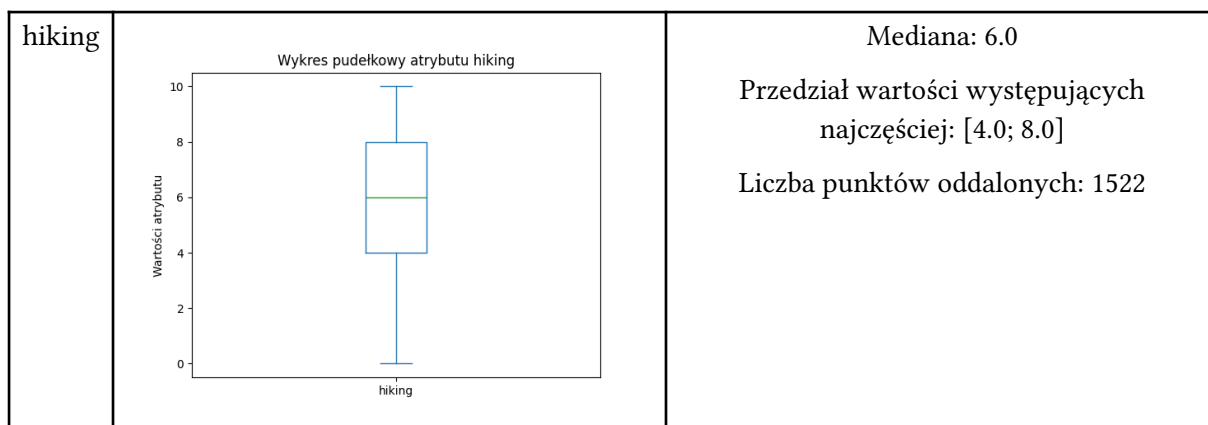 hiking
Wykres pudełkowy atrybutu hiking
10
8
6
4
2
0
Wartości atrybutu
hiking
Mediana: 6.0
Przedział wartości występujących
najczęściej: [4.0; 8.0]
Liczba punktów oddalonych: 1522